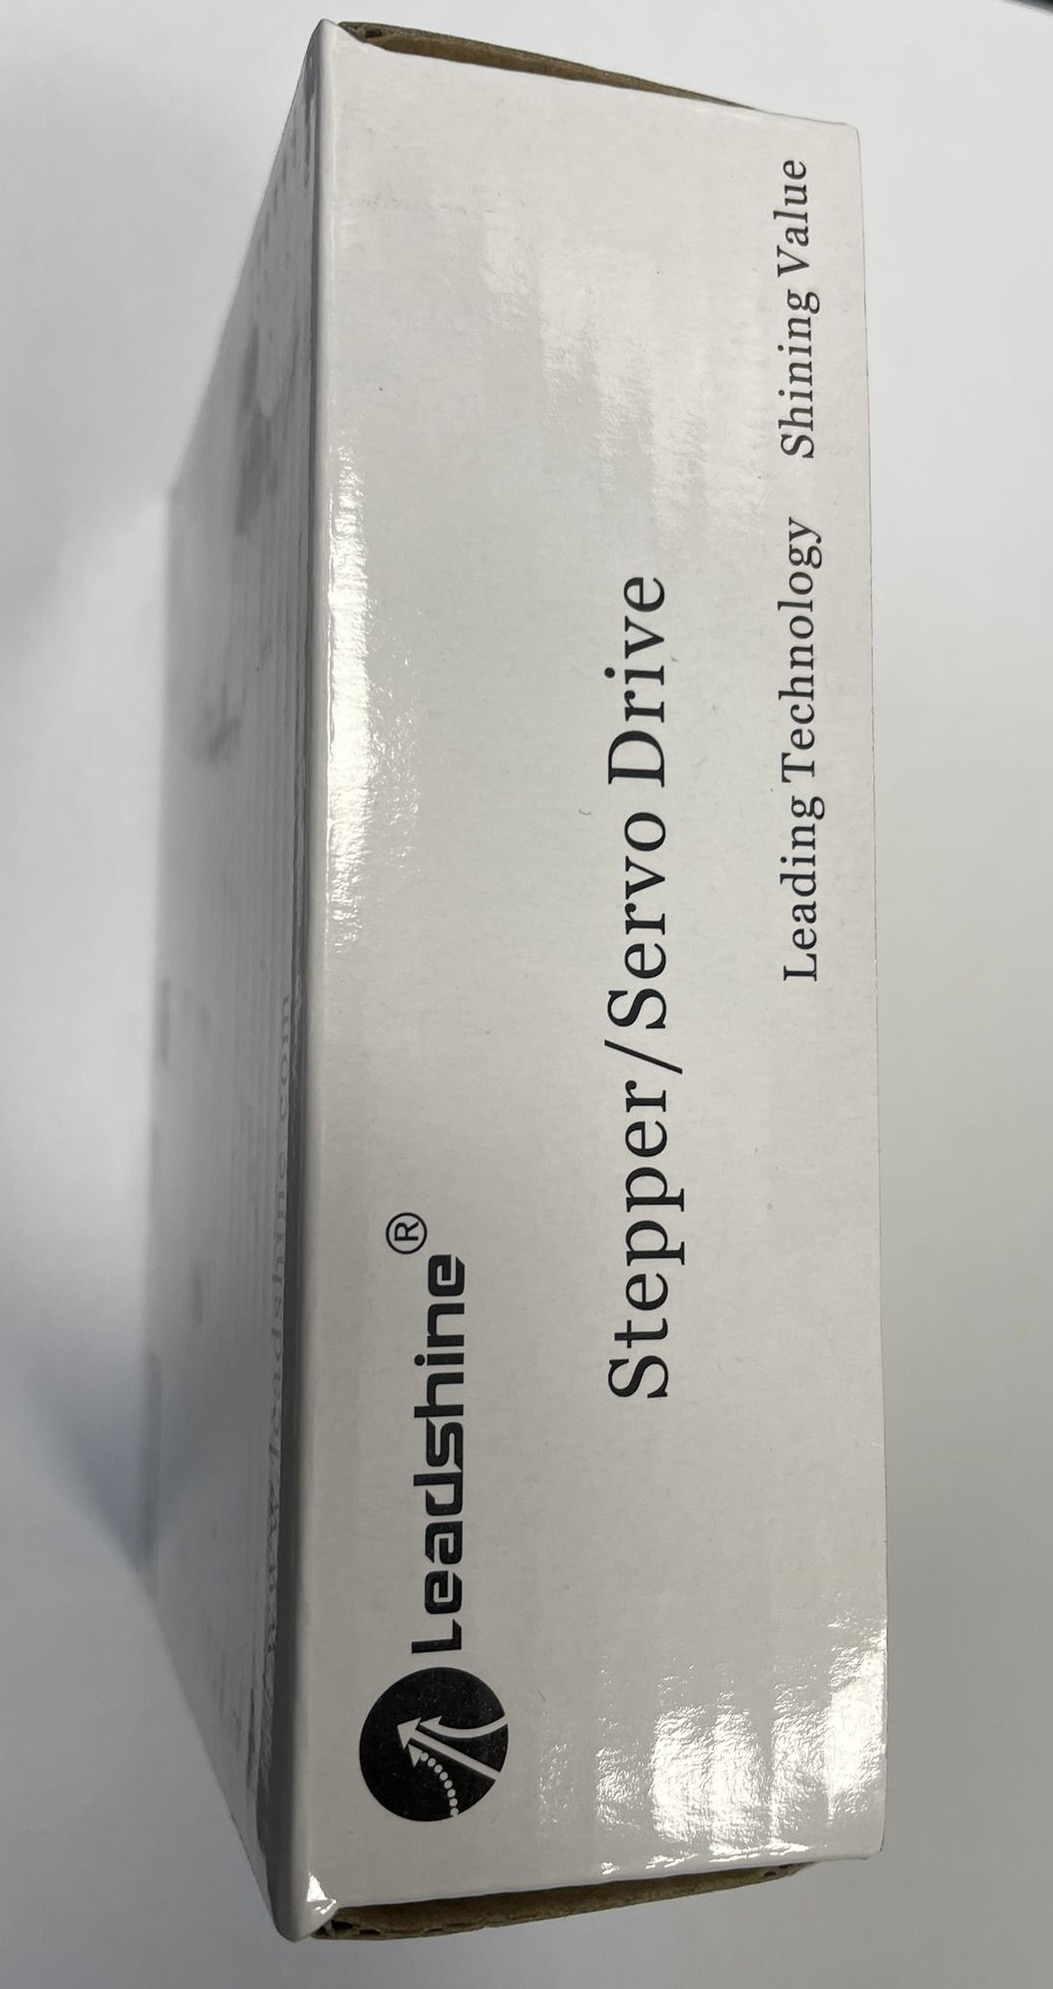 Leadshine®
Stepper/Servo Drive
Leading Technology Shining Value